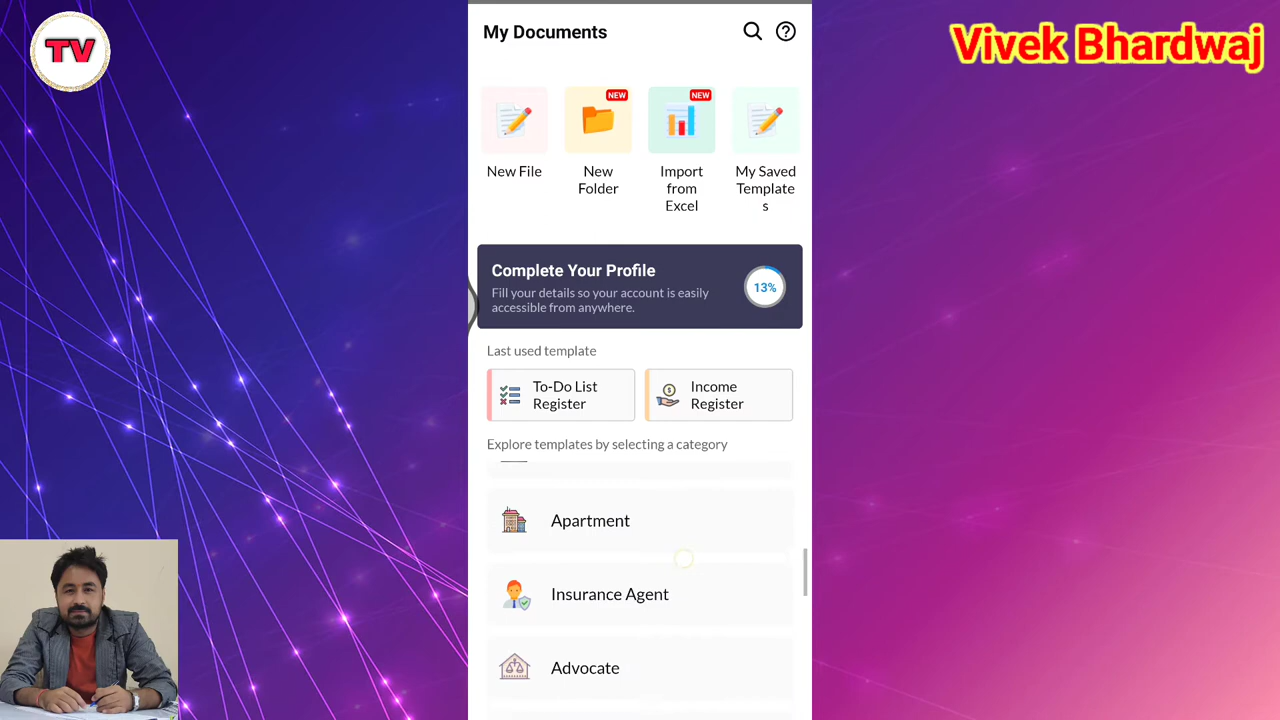 TV
Vivek Bhardwaj
My Documents
NEW
NEW
New File
New
Folder
Import
from
Excel
My Saved
Template
s
Complete Your Profile
Fill your details so your account is easily
accessible from anywhere.
13%
Last used template
To-Do List
Register
Income
Register
Explore templates by selecting a category
Apartment
Insurance Agent
Advocate